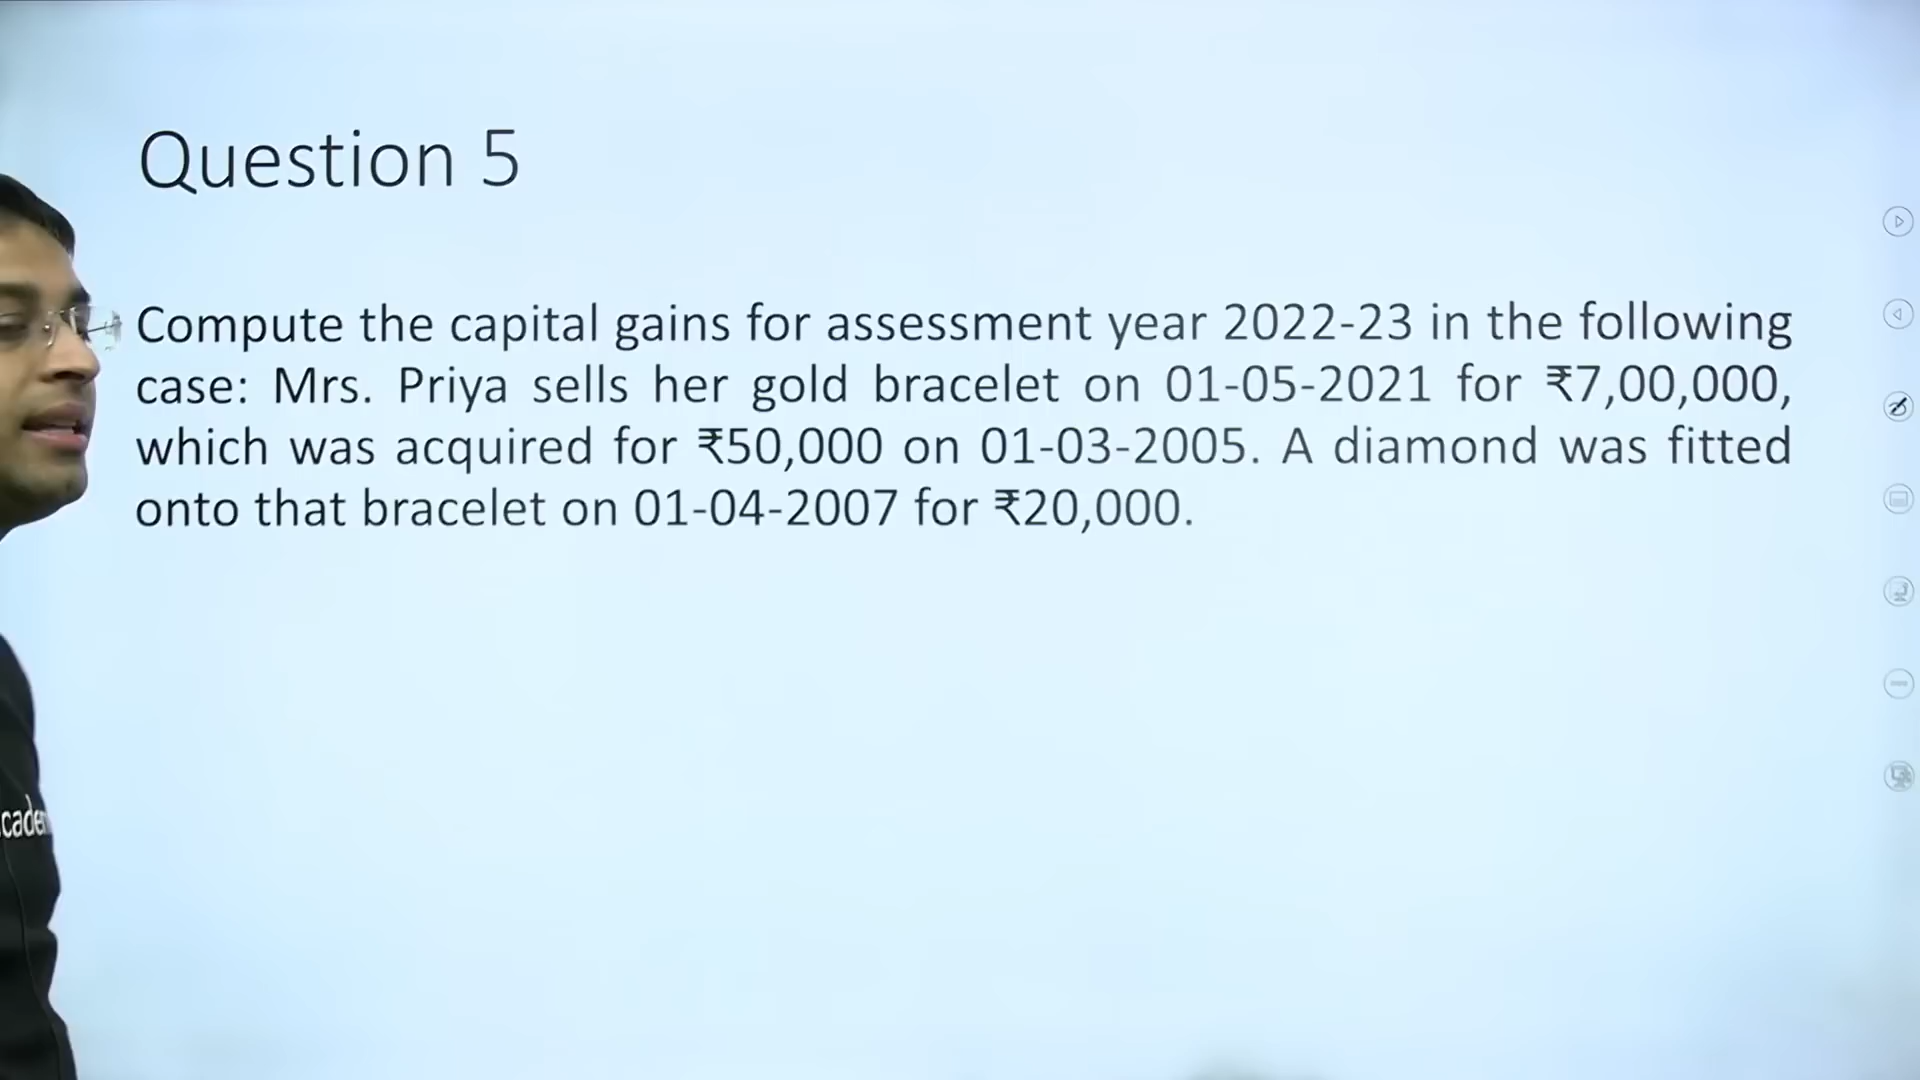 Question 5
Compute the capital gains for assessment year 2022-23 in the following
case: Mrs. Priya sells her gold bracelet on 01-05-2021 for ₹7,00,000,
which was acquired for ₹50,000 on 01-03-2005. A diamond was fitted
onto that bracelet on 01-04-2007 for ₹20,000.